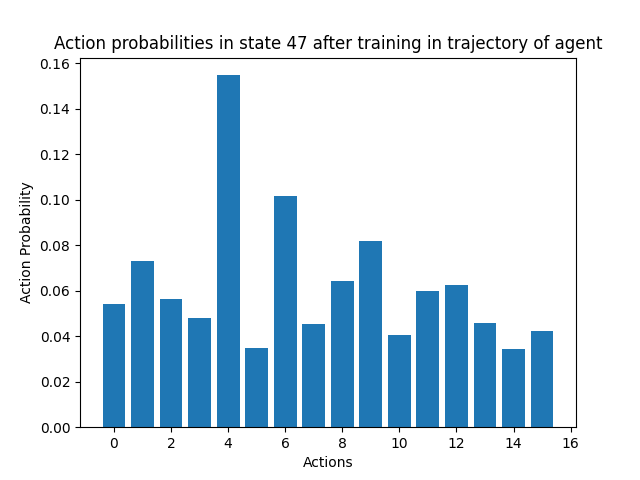 Action probabilities in state 47 after training in trajectory of agent
0.16
0.14
0.12
0.10
0.08
0.06
0.04
0.02
0.00
Action Probability
0 2 4 6 8 10 12 14 16
Actions